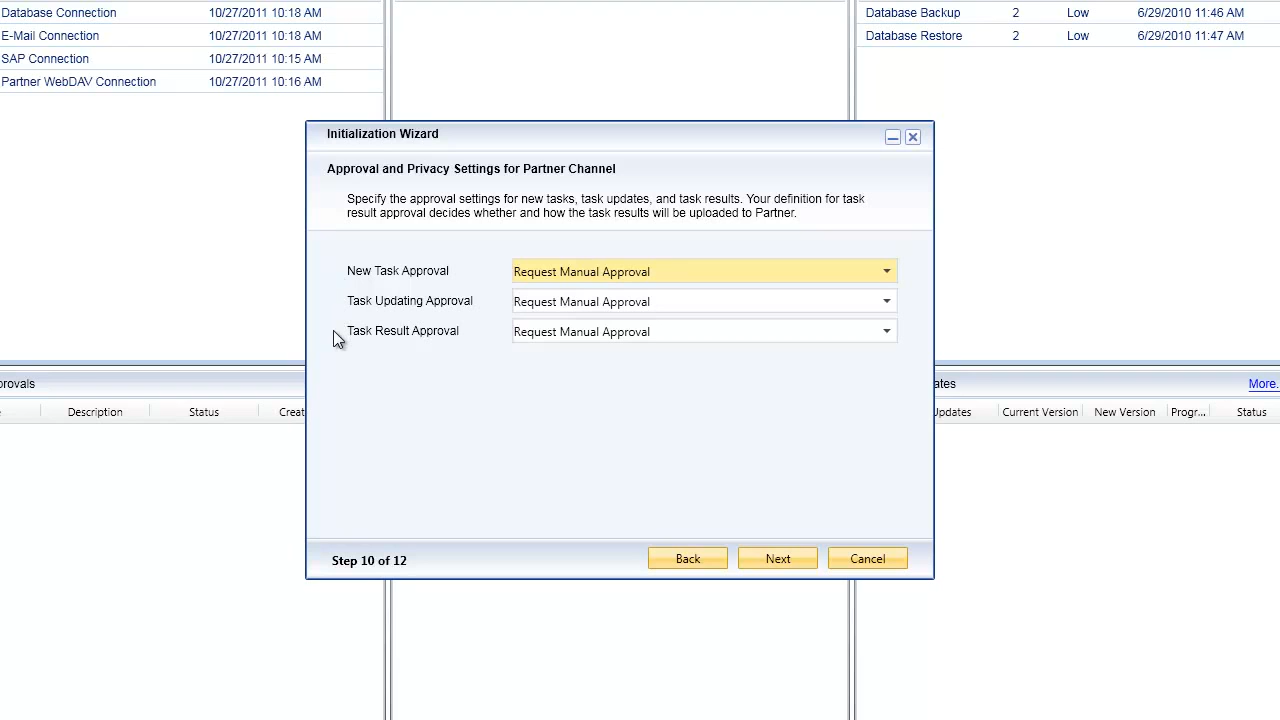 Database Connection 10/27/2011 10:18 AM
E-Mail Connection 10/27/2011 10:18 AM
SAP Connection 10/27/2011 10:15 AM
Partner WebDAV Connection 10/27/2011 10:16 AM
Database Backup 2 Low 6/29/2010 11:46 AM
Database Restore 2 Low 6/29/2010 11:47 AM
Initialization Wizard
Approval and Privacy Settings for Partner Channel
Specify the approval settings for new tasks, task updates, and task results. Your definition for task
result approval decides whether and how the task results will be uploaded to Partner.
New Task Approval Request Manual Approval
Task Updating Approval Request Manual Approval
Task Result Approval Request Manual Approval
Step 10 of 12 Back Next Cancel
provals
Description Status Creat
ates More.
Updates Current Version New Version Progr... Status